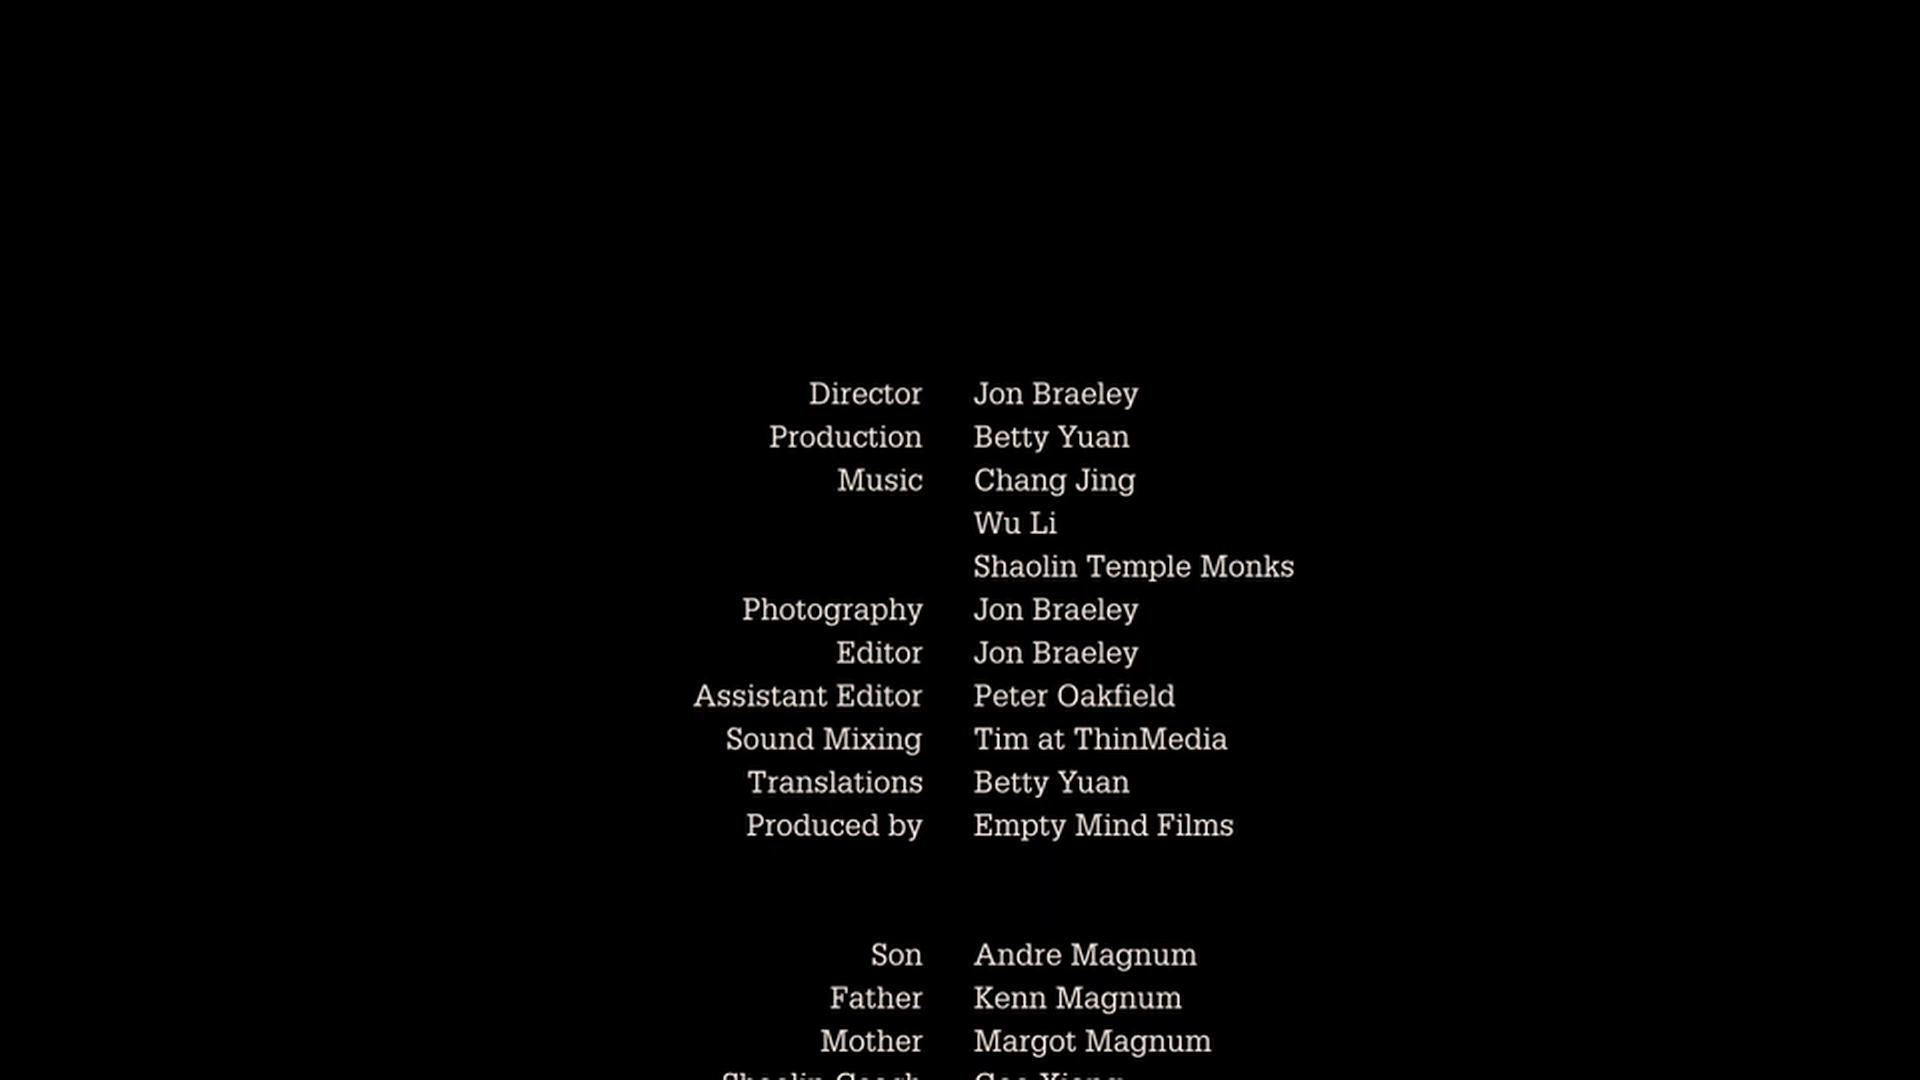 Director Jon Braeley
Production Betty Yuan
Music Chang Jing
Wu Li
Shaolin Temple Monks
Photography Jon Braeley
Editor Jon Braeley
Assistant Editor Peter Oakfield
Sound Mixing Tim at ThinMedia
Translations Betty Yuan
Produced by Empty Mind Films
Son Andre Magnum
Father Kenn Magnum
Mother Margot Magnum